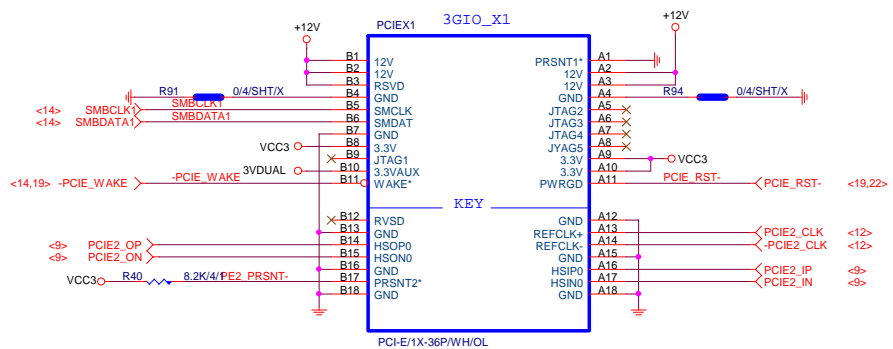 3GIO_X1
+12V PCIEX1 +12V
B1 12V PRSNT1* A1
B2 12V 12V A2
B3 RSVD 12V A3
R91 0/4/SHT/X B4 GND GND A4 R94 0/4/SHT/X
<14> SMBCLK1 SMBCLK1 B5 SMCLK JTAG2 A5
<14> SMBDATA1 SMBDATA1 B6 SMDAT JTAG3 A6
B7 GND JTAG4 A7
VCC3 B8 3.3V JYAG5 A8
B9 JTAG1 3.3V A9 VCC3
3VDUAL B10 3.3VAUX 3.3V A10
<14,19> -PCIE_WAKE -PCIE_WAKE B11 WAKE* PWRGD A11 PCIE_RST- PCIE_RST- <19,22>
KEY
B12 RVSD GND A12
B13 GND REFCLK+ A13 PCIE2_CLK <12>
<9> PCIE2_OP B14 HSOP0 REFCLK- A14 -PCIE2_CLK <12>
<9> PCIE2_ON B15 HSON0 GND A15
B16 GND HSIP0 A16 PCIE2_IP <9>
VCC3 R40 8.2K/4/1 PE2_PRSNT- B17 PRSNT2* HSIN0 A17 PCIE2_IN <9>
B18 GND GND A18
PCI-E/1X-36P/WH/OL